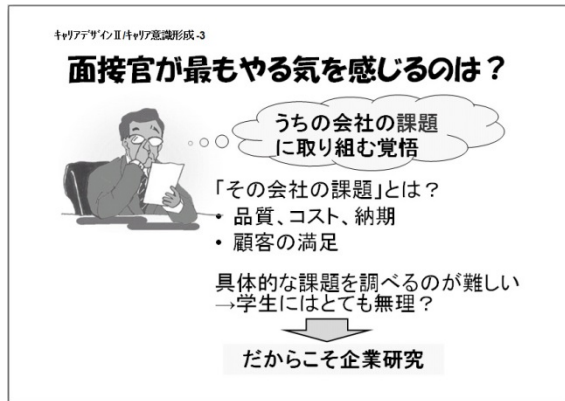 キャリアデザインⅡ/キャリア意識形成-3
面接官が最もやる気を感じるのは？
うちの会社の課題
に取り組む覚悟
「その会社の課題」とは？
• 品質、コスト、納期
• 顧客の満足
具体的な課題を調べるのが難しい
→学生にはとても無理？
だからこそ企業研究